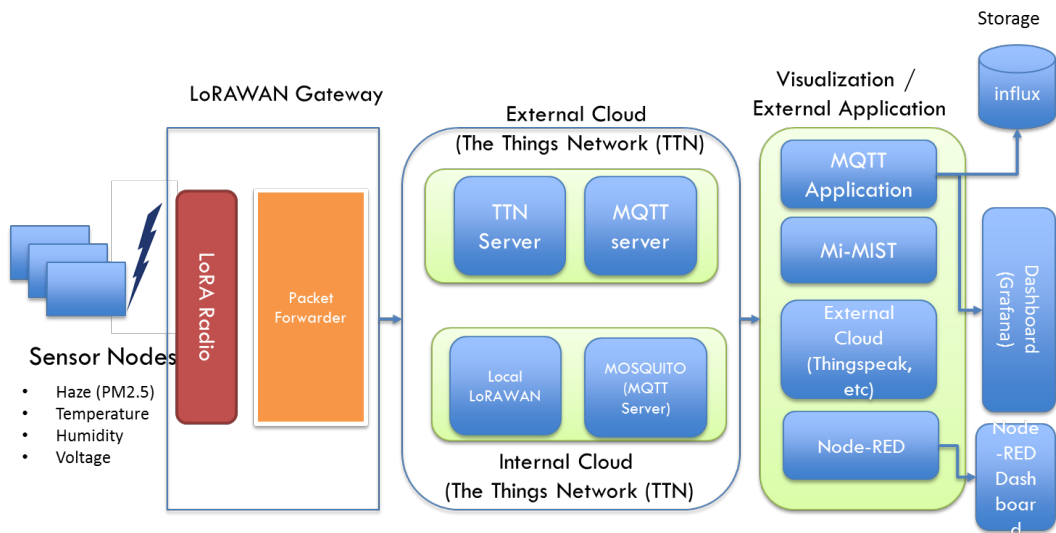 Storage
influx
LoRAWAN Gateway
LoRA Radio
Packet
Forwarder
Sensor Nodes
• Haze (PM2.5)
• Temperature
• Humidity
• Voltage
External Cloud
(The Things Network (TTN)
TTN
Server
MQTT
server
Local
LoRAWAN
MOSQUITO
(MQTT
Server)
Internal Cloud
(The Things Network (TTN)
Visualization /
External Application
MQTT
Application
Mi-MIST
External
Cloud
(Thingspeak,
etc)
Node-RED
Dashboard
(Grafana)
Node
-RED
Dash
boar
d